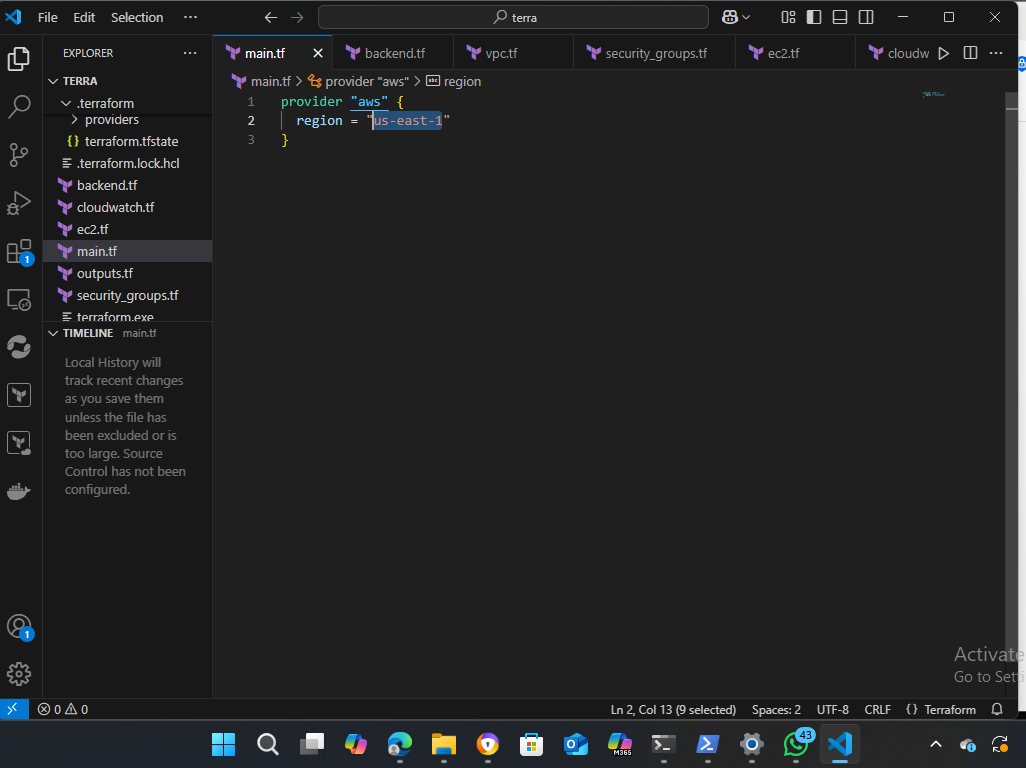 File Edit Selection ... terra
EXPLORER ...
main.tf backend.tf vpc.tf security_groups.tf ec2.tf cloudw
TERRA
main.tf > provider "aws" > region
.terraform
providers
{} terraform.tfstate
.terraform.lock.hcl
backend.tf
cloudwatch.tf
ec2.tf
main.tf
outputs.tf
security_groups.tf
terraform.exe
1 provider "aws" {
2 region = "us-east-1"
3 }
TIMELINE main.tf
Local History will
track recent changes
as you save them
unless the file has
been excluded or is
too large. Source
Control has not been
configured.
1
1
Activate
Go to Setti
0 0 Ln 2, Col 13 (9 selected) Spaces: 2 UTF-8 CRLF {} Terraform
M365
43